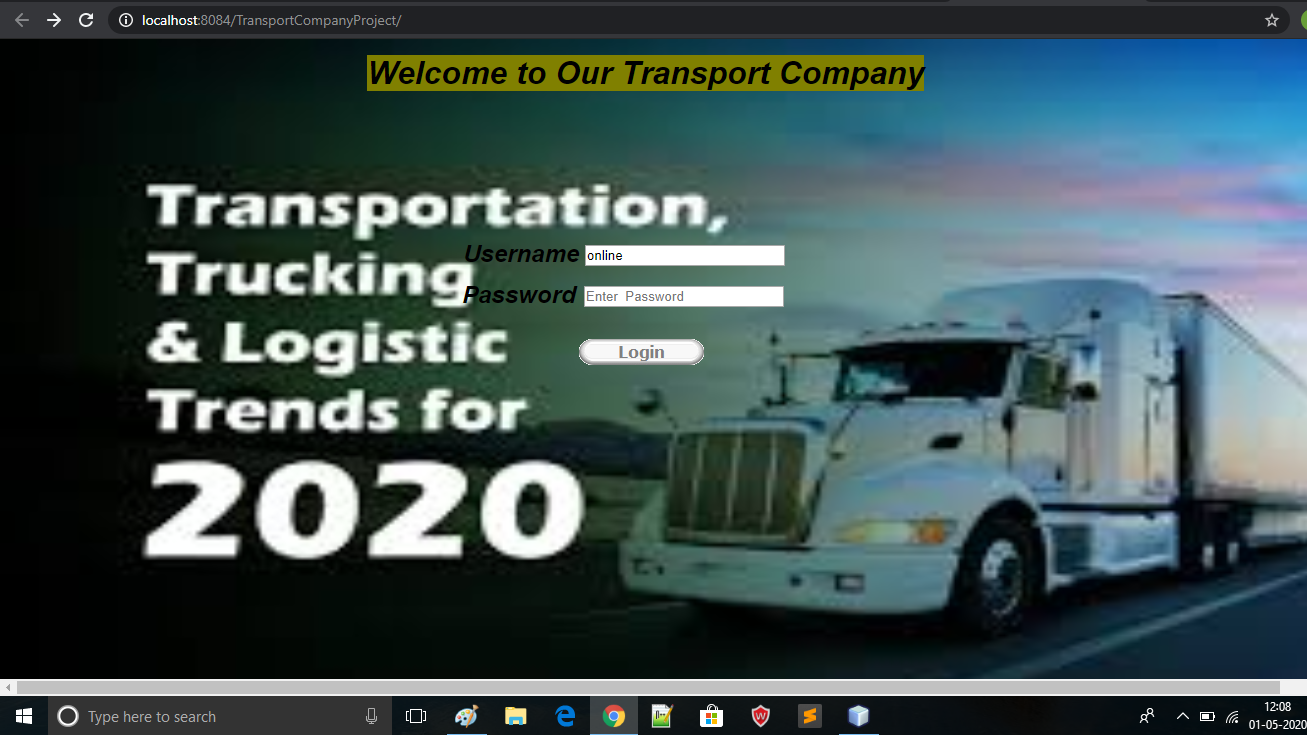 localhost:8084/TransportCompanyProject/
Welcome to Our Transport Company
Transportation,
Trucking
& Logistic
Trends for
2020
Username online
Password Enter Password
Login
Type here to search
12:08
01-05-2020